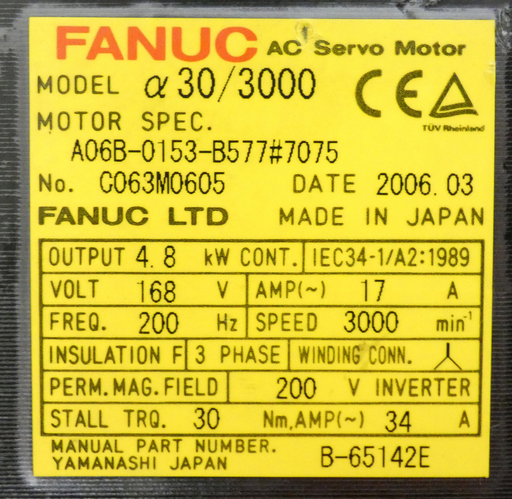 FANUC AC Servo Motor
MODEL α30/3000
CE
TÜV Rheinland
MOTOR SPEC.
A06B-0153-B577#7075
No. C063M0605 DATE 2006.03
FANUC LTD MADE IN JAPAN
OUTPUT 4.8 kW CONT. IEC34-1/A2:1989
VOLT 168 V AMP(~) 17 A
FREQ. 200 Hz SPEED 3000 min⁻¹
INSULATION F 3 PHASE WINDING CONN.
PERM.MAG.FIELD 200 V INVERTER
STALL TRQ. 30 Nm,AMP(~) 34 A
MANUAL PART NUMBER. B-65142E
YAMANASHI JAPAN